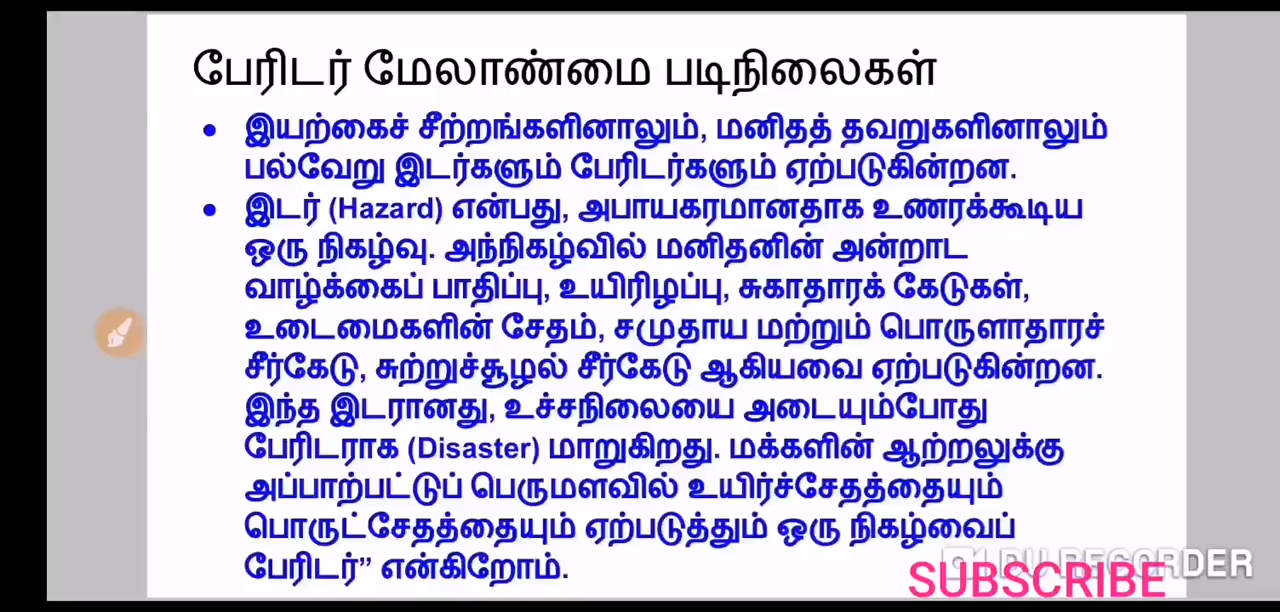 பேரிடர் மேலாண்மை படிநிலைகள்
• இயற்கைச் சீற்றங்களினாலும், மனிதத் தவறுகளினாலும்
பல்வேறு இடர்களும் பேரிடர்களும் ஏற்படுகின்றன.
• இடர் (Hazard) என்பது, அபாயகரமானதாக உணரக்கூடிய
ஒரு நிகழ்வு. அந்நிகழ்வில் மனிதனின் அன்றாட
வாழ்க்கைப் பாதிப்பு, உயிரிழப்பு, சுகாதாரக் கேடுகள்,
உடைமைகளின் சேதம், சமுதாய மற்றும் பொருளாதாரச்
சீர்கேடு, சுற்றுச்சூழல் சீர்கேடு ஆகியவை ஏற்படுகின்றன.
இந்த இடரானது, உச்சநிலையை அடையும்போது
பேரிடராக (Disaster) மாறுகிறது. மக்களின் ஆற்றலுக்கு
அப்பாற்பட்டுப் பெருமளவில் உயிர்ச்சேதத்தையும்
பொருட்சேதத்தையும் ஏற்படுத்தும் ஒரு நிகழ்வைப்
பேரிடர்” என்கிறோம்.
DU RECORDER
SUBSCRIBE